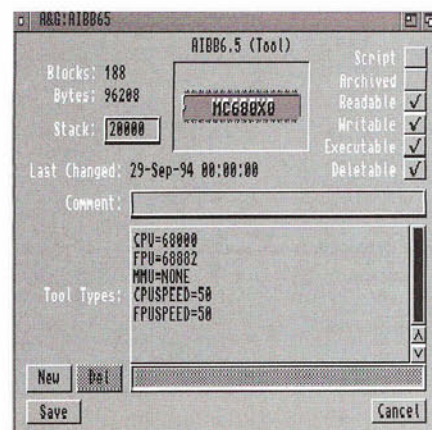 A&G:AIBB65
AIBB6.5 (Tool)
Blocks: 188
Bytes: 96208
Stack: 20000
MC680X0
Script
Archived
Readable
Writable
Executable
Deletable
Last Changed: 29-Sep-94 00:00:00
Comment:
Tool Types:
CPU=68000
FPU=68882
MMU=NONE
CPUSPEED=50
FPUSPEED=50
New Del
Save Cancel